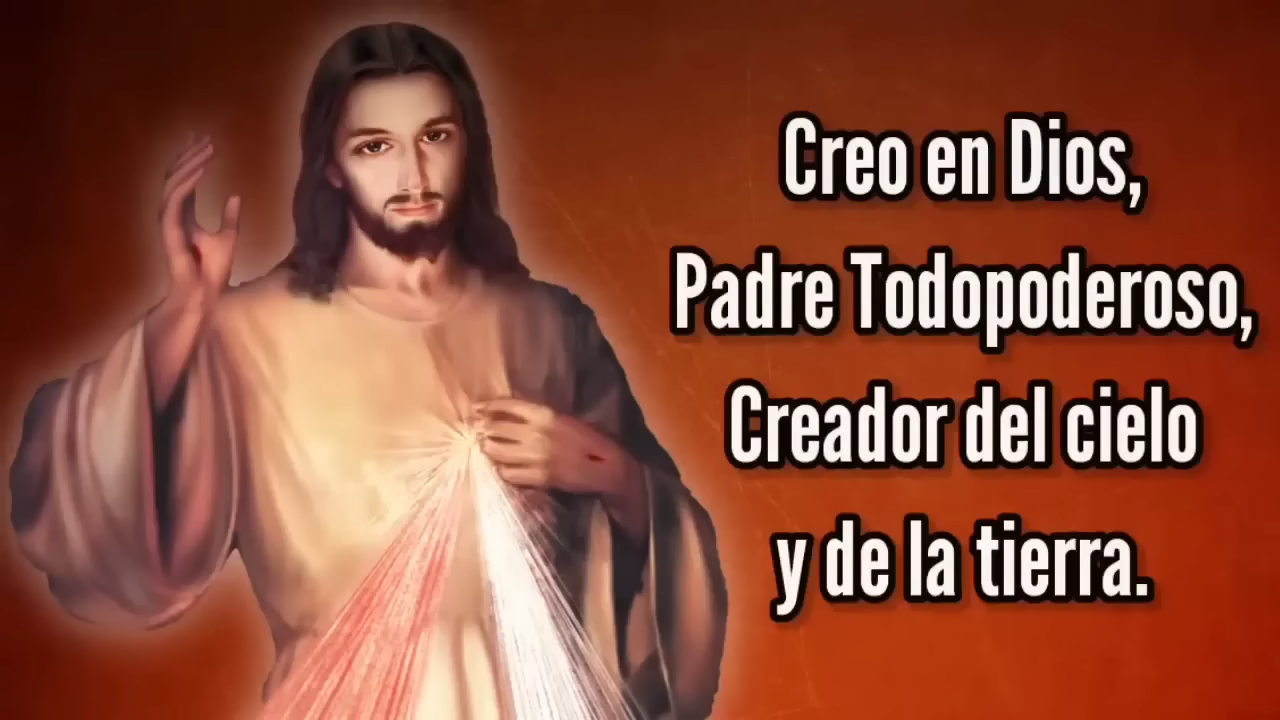 Creo en Dios,
Padre Todopoderoso,
Creador del cielo
y de la tierra.